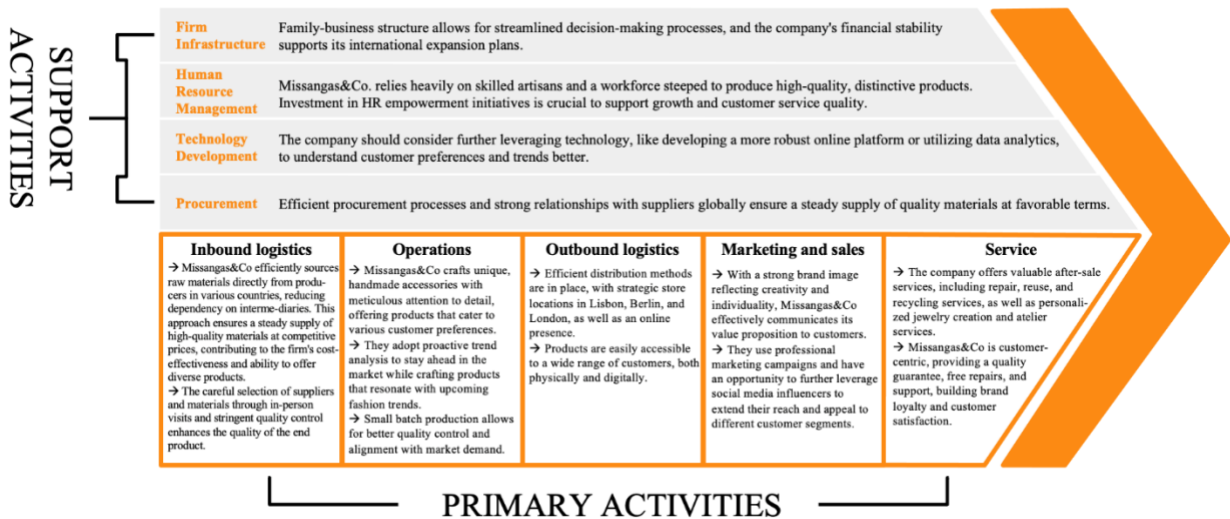 SUPPORT
ACTIVITIES
Firm
Infrastructure
Family-business structure allows for streamlined decision-making processes, and the company's financial stability
supports its international expansion plans.
Human
Resource
Management
Missangas&Co. relies heavily on skilled artisans and a workforce steeped to produce high-quality, distinctive products.
Investment in HR empowerment initiatives is crucial to support growth and customer service quality.
Technology
Development
The company should consider further leveraging technology, like developing a more robust online platform or utilizing data analytics,
to understand customer preferences and trends better.
Procurement
Efficient procurement processes and strong relationships with suppliers globally ensure a steady supply of quality materials at favorable terms.
Inbound logistics
→ Missangas&Co efficiently sources
raw materials directly from produ-
cers in various countries, reducing
dependency on interme-diaries. This
approach ensures a steady supply of
high-quality materials at competitive
prices, contributing to the firm's cost-
effectiveness and ability to offer
diverse products.
→ The careful selection of suppliers
and materials through in-person
visits and stringent quality control
enhances the quality of the end
product.
Operations
→ Missangas&Co crafts unique,
handmade accessories with
meticulous attention to detail,
offering products that cater to
various customer preferences.
→ They adopt proactive trend
analysis to stay ahead in the
market while crafting products
that resonate with upcoming
fashion trends.
→ Small batch production allows
for better quality control and
alignment with market demand.
Outbound logistics
→ Efficient distribution methods
are in place, with strategic store
locations in Lisbon, Berlin, and
London, as well as an online
presence.
→ Products are easily accessible
to a wide range of customers, both
physically and digitally.
Marketing and sales
→ With a strong brand image
reflecting creativity and
individuality, Missangas&Co
effectively communicates its
value proposition to customers.
→ They use professional
marketing campaigns and have
an opportunity to further leverage
social media influencers to
extend their reach and appeal to
different customer segments.
Service
→ The company offers valuable after-sale
services, including repair, reuse, and
recycling services, as well as personali-
zed jewelry creation and atelier
services.
→ Missangas&Co is customer-
centric, providing a quality
guarantee, free repairs, and
support, building brand
loyalty and customer
satisfaction.
PRIMARY ACTIVITIES